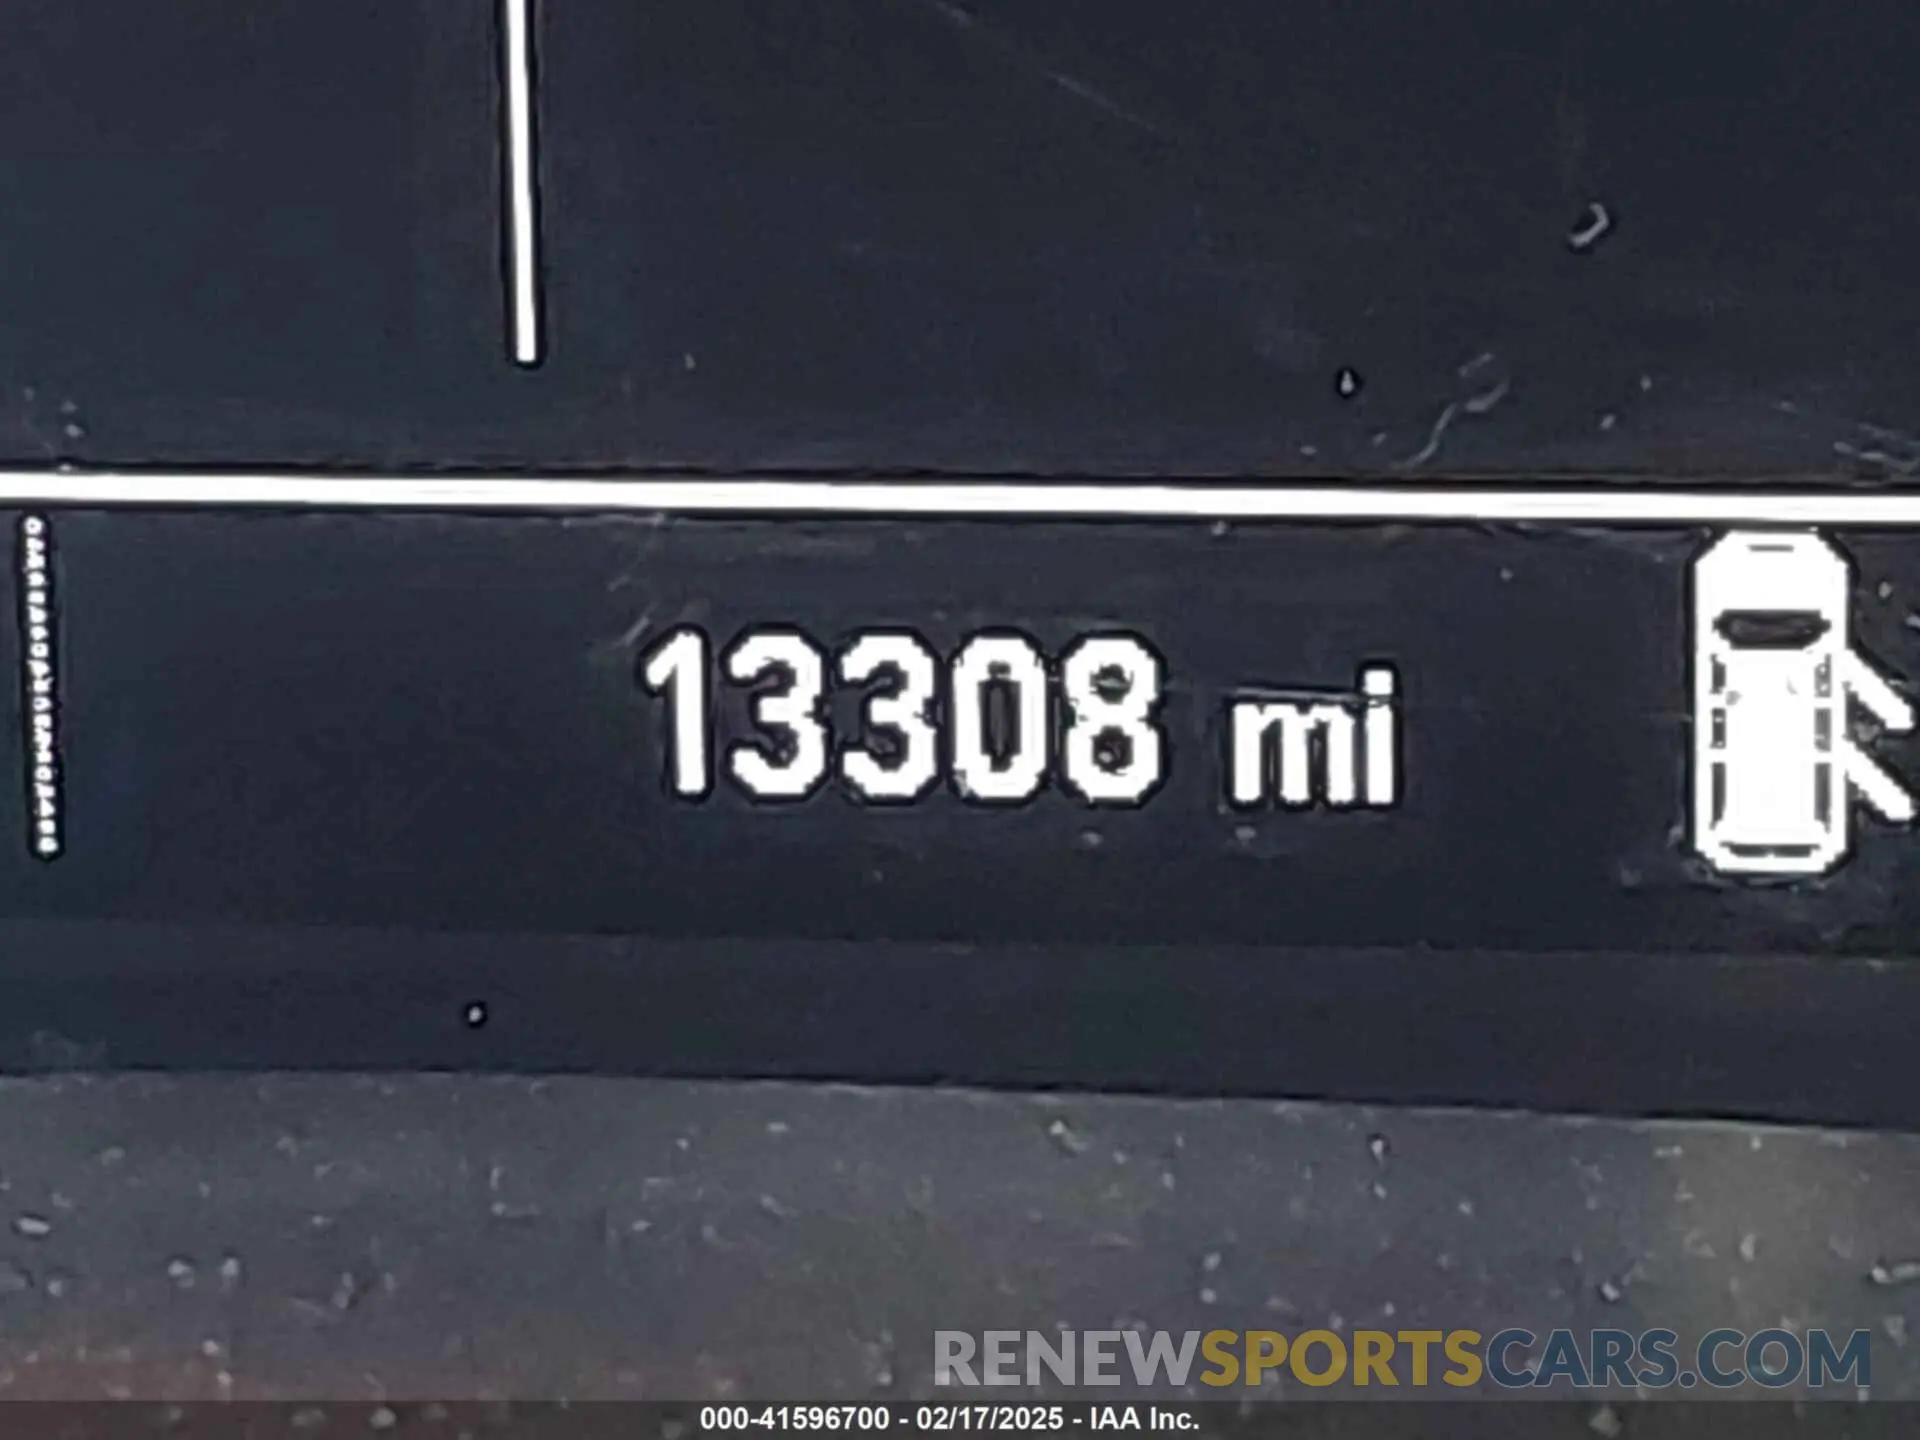 13308 mi
RENEWSPORTSCARS.COM
000-41596700 - 02/17/2025 - IAA Inc.